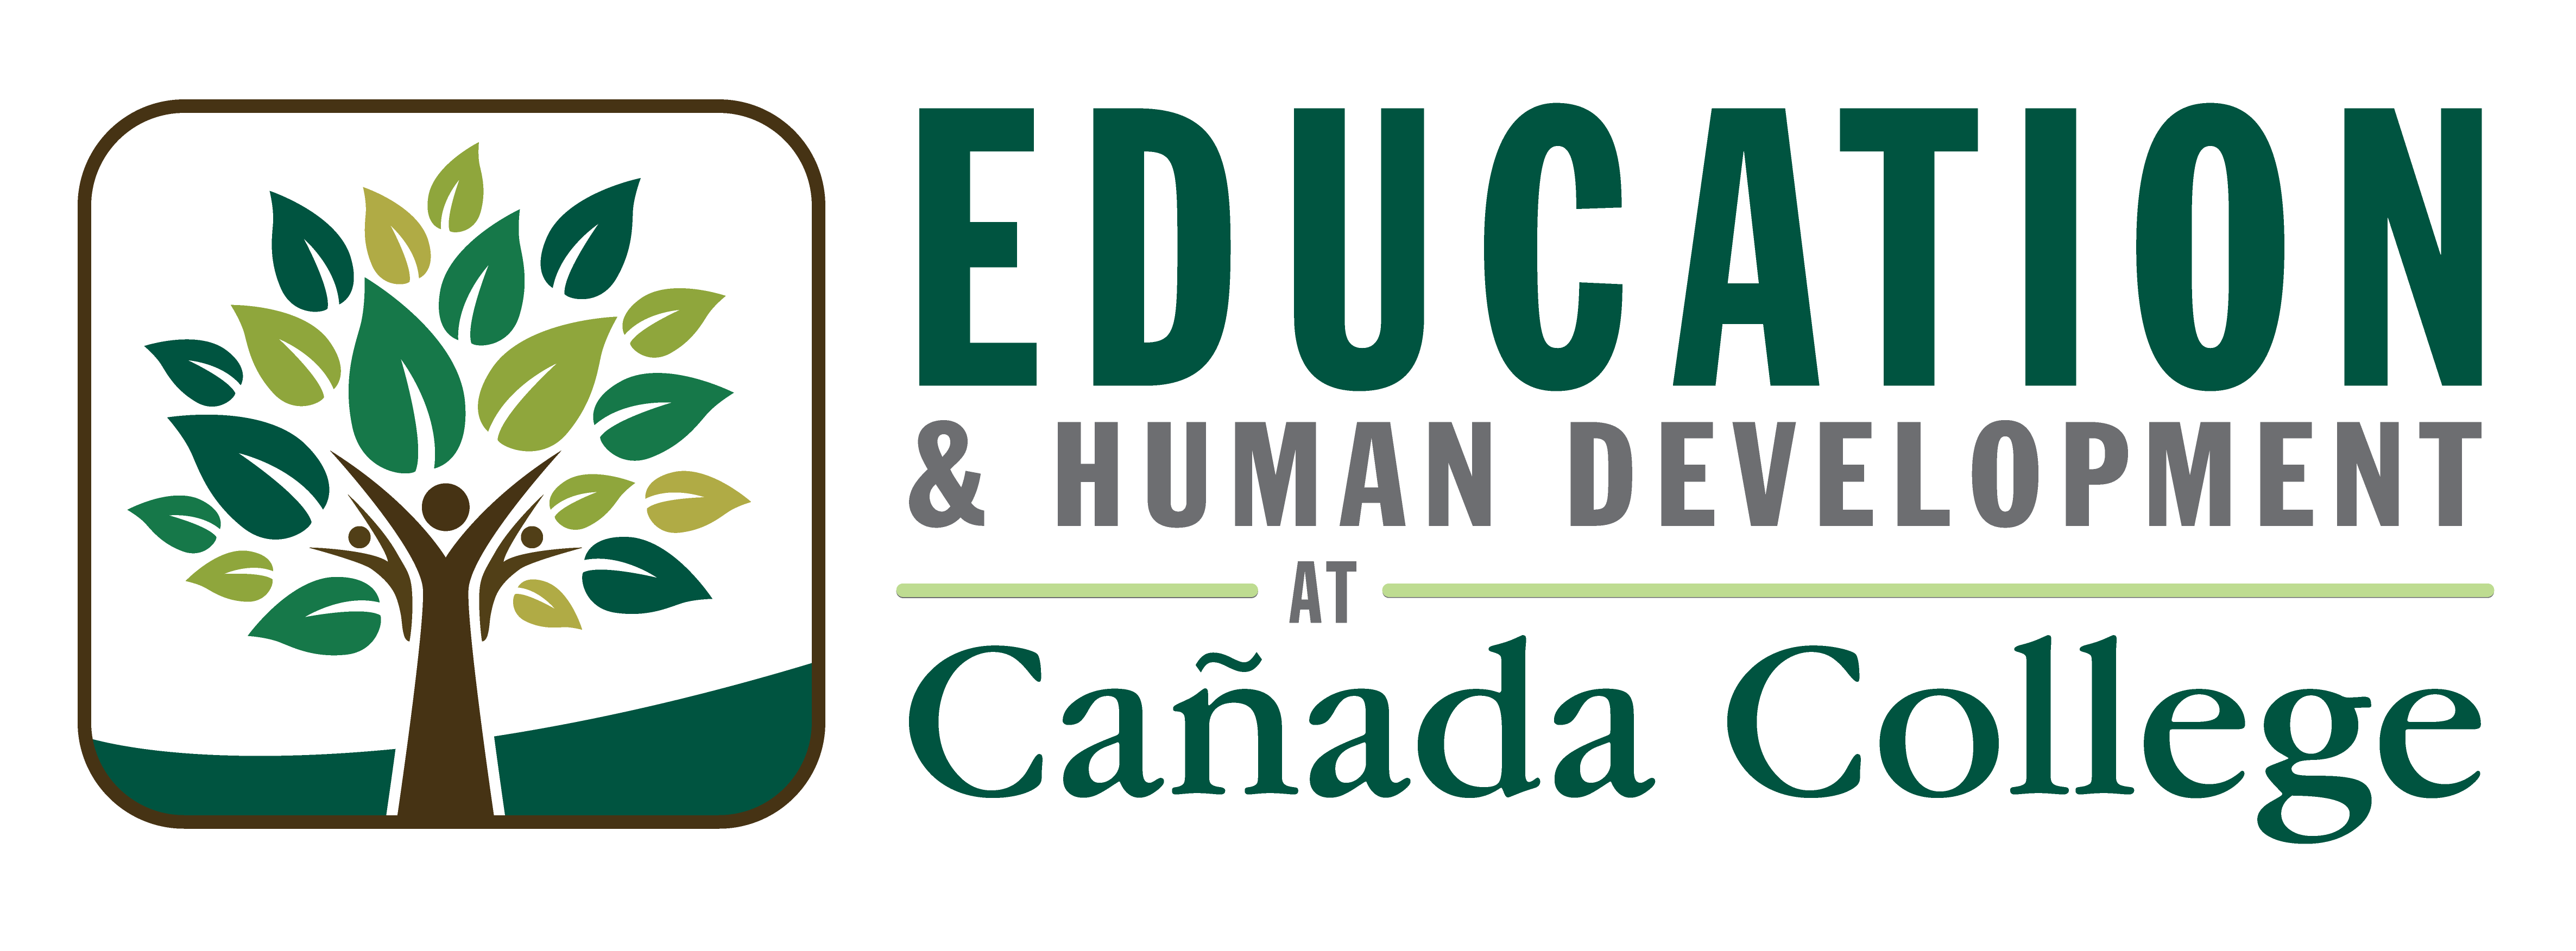 EDUCATION
& HUMAN DEVELOPMENT
AT
Cañada College